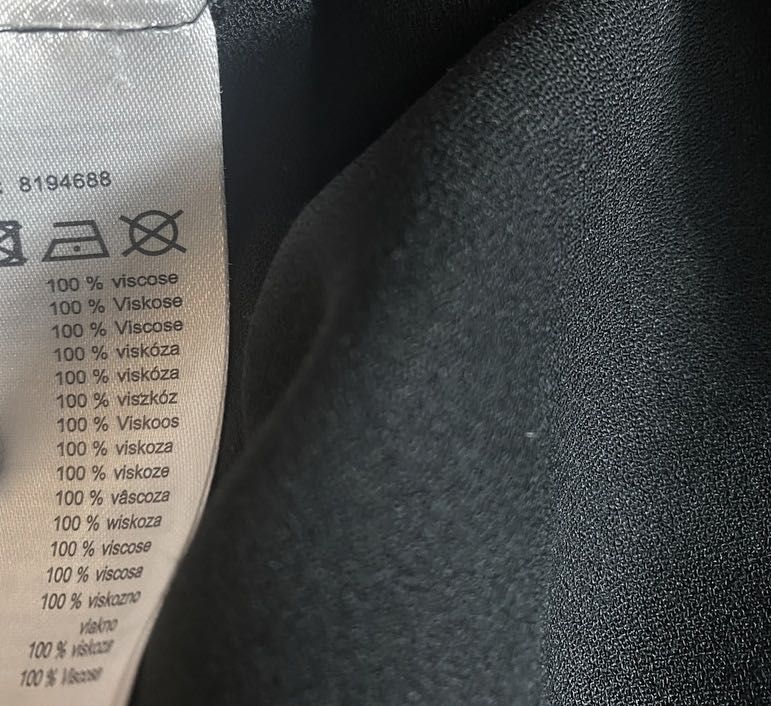 : 8194688
100 % viscose
100 % Viskose
100 % Viscose
100 % viskóza
100 % viskóza
100 % viszkóz
100 % Viskoos
100 % viskoza
100 % viskoze
100 % vâscoza
100 % wiskoza
100 % viscose
100 % viscosa
100 % viskozno
vlakno
100 %
100 % Viscose